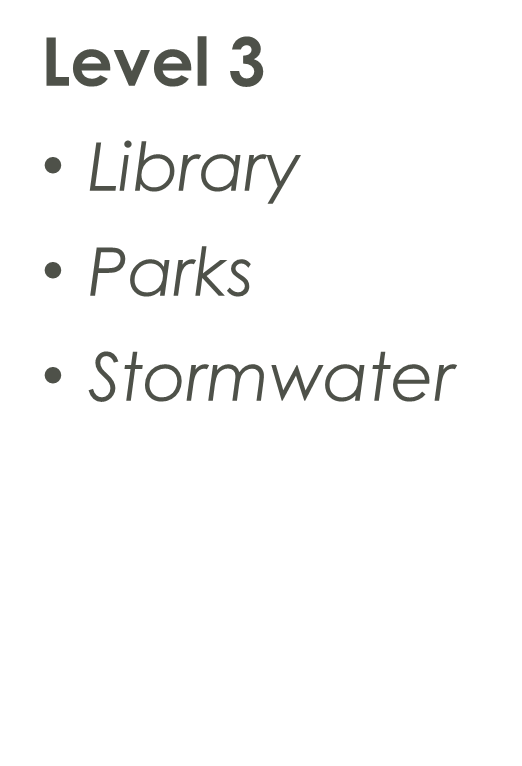 Level 3
• Library
• Parks
• Stormwater